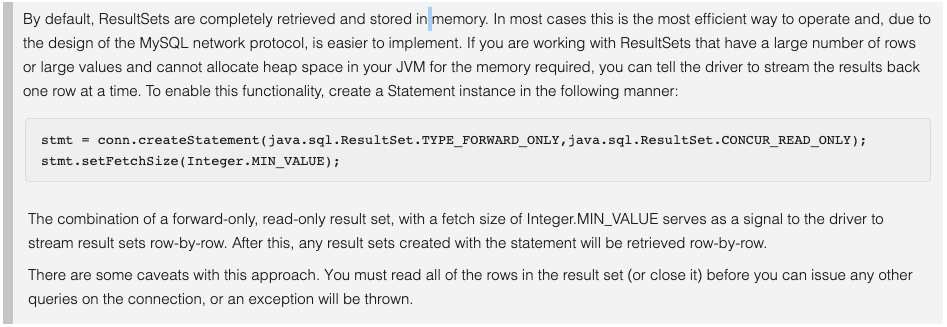 By default, ResultSets are completely retrieved and stored in memory. In most cases this is the most efficient way to operate and, due to
the design of the MySQL network protocol, is easier to implement. If you are working with ResultSets that have a large number of rows
or large values and cannot allocate heap space in your JVM for the memory required, you can tell the driver to stream the results back
one row at a time. To enable this functionality, create a Statement instance in the following manner:
stmt = conn.createStatement(java.sql.ResultSet.TYPE_FORWARD_ONLY,java.sql.ResultSet.CONCUR_READ_ONLY);
stmt.setFetchSize(Integer.MIN_VALUE);
The combination of a forward-only, read-only result set, with a fetch size of Integer.MIN_VALUE serves as a signal to the driver to
stream result sets row-by-row. After this, any result sets created with the statement will be retrieved row-by-row.
There are some caveats with this approach. You must read all of the rows in the result set (or close it) before you can issue any other
queries on the connection, or an exception will be thrown.